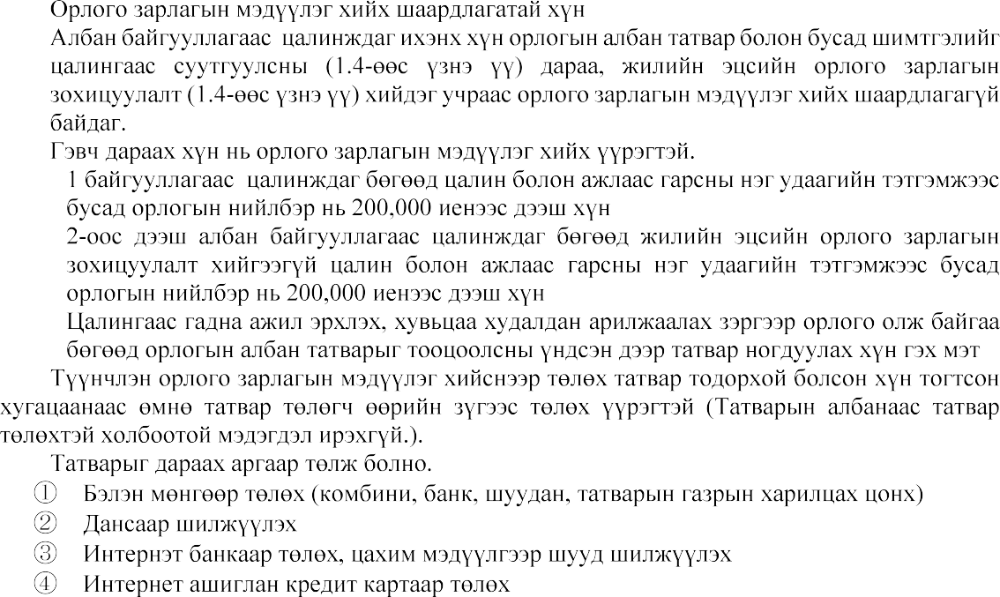 Орлого зарлагын мэдүүлэг хийх шаардлагатай хүн
Албан байгууллагаас цалинждаг ихэнх хүн орлогын албан татвар болон бусад шимтгэлийг
цалингаас суутгуулсны (1.4-өөс үзнэ үү) дараа, жилийн эцсийн орлого зарлагын
зохицуулалт (1.4-өөс үзнэ үү) хийдэг учраас орлого зарлагын мэдүүлэг хийх шаардлагагүй
байдаг.
Гэвч дараах хүн нь орлого зарлагын мэдүүлэг хийх үүрэгтэй.
1 байгууллагаас цалинждаг бөгөөд цалин болон ажлаас гарсны нэг удаагийн тэтгэмжээс
бусад орлогын нийлбэр нь 200,000 иенээс дээш хүн
2-оос дээш албан байгууллагаас цалинждаг бөгөөд жилийн эцсийн орлого зарлагын
зохицуулалт хийгээгүй цалин болон ажлаас гарсны нэг удаагийн тэтгэмжээс бусад
орлогын нийлбэр нь 200,000 иенээс дээш хүн
Цалингаас гадна ажил эрхлэх, хувьцаа худалдан арилжаалах зэргээр орлого олж байгаа
бөгөөд орлогын албан татварыг тооцоолсны үндсэн дээр татвар ногдуулах хүн гэх мэт
Түүнчлэн орлого зарлагын мэдүүлэг хийснээр төлөх татвар тодорхой болсон хүн тогтсон
хугацаанаас өмнө татвар төлөгч өөрийн зүгээс төлөх үүрэгтэй (Татварын албанаас татвар
төлөхтэй холбоотой мэдэгдэл ирэхгүй.).
Татварыг дараах аргаар төлж болно.
① Бэлэн мөнгөөр төлөх (комбини, банк, шуудан, татварын газрын харилцах цонх)
② Дансаар шилжүүлэх
③ Интернэт банкаар төлөх, цахим мэдүүлгээр шууд шилжүүлэх
④ Интернет ашиглан кредит картаар төлөх